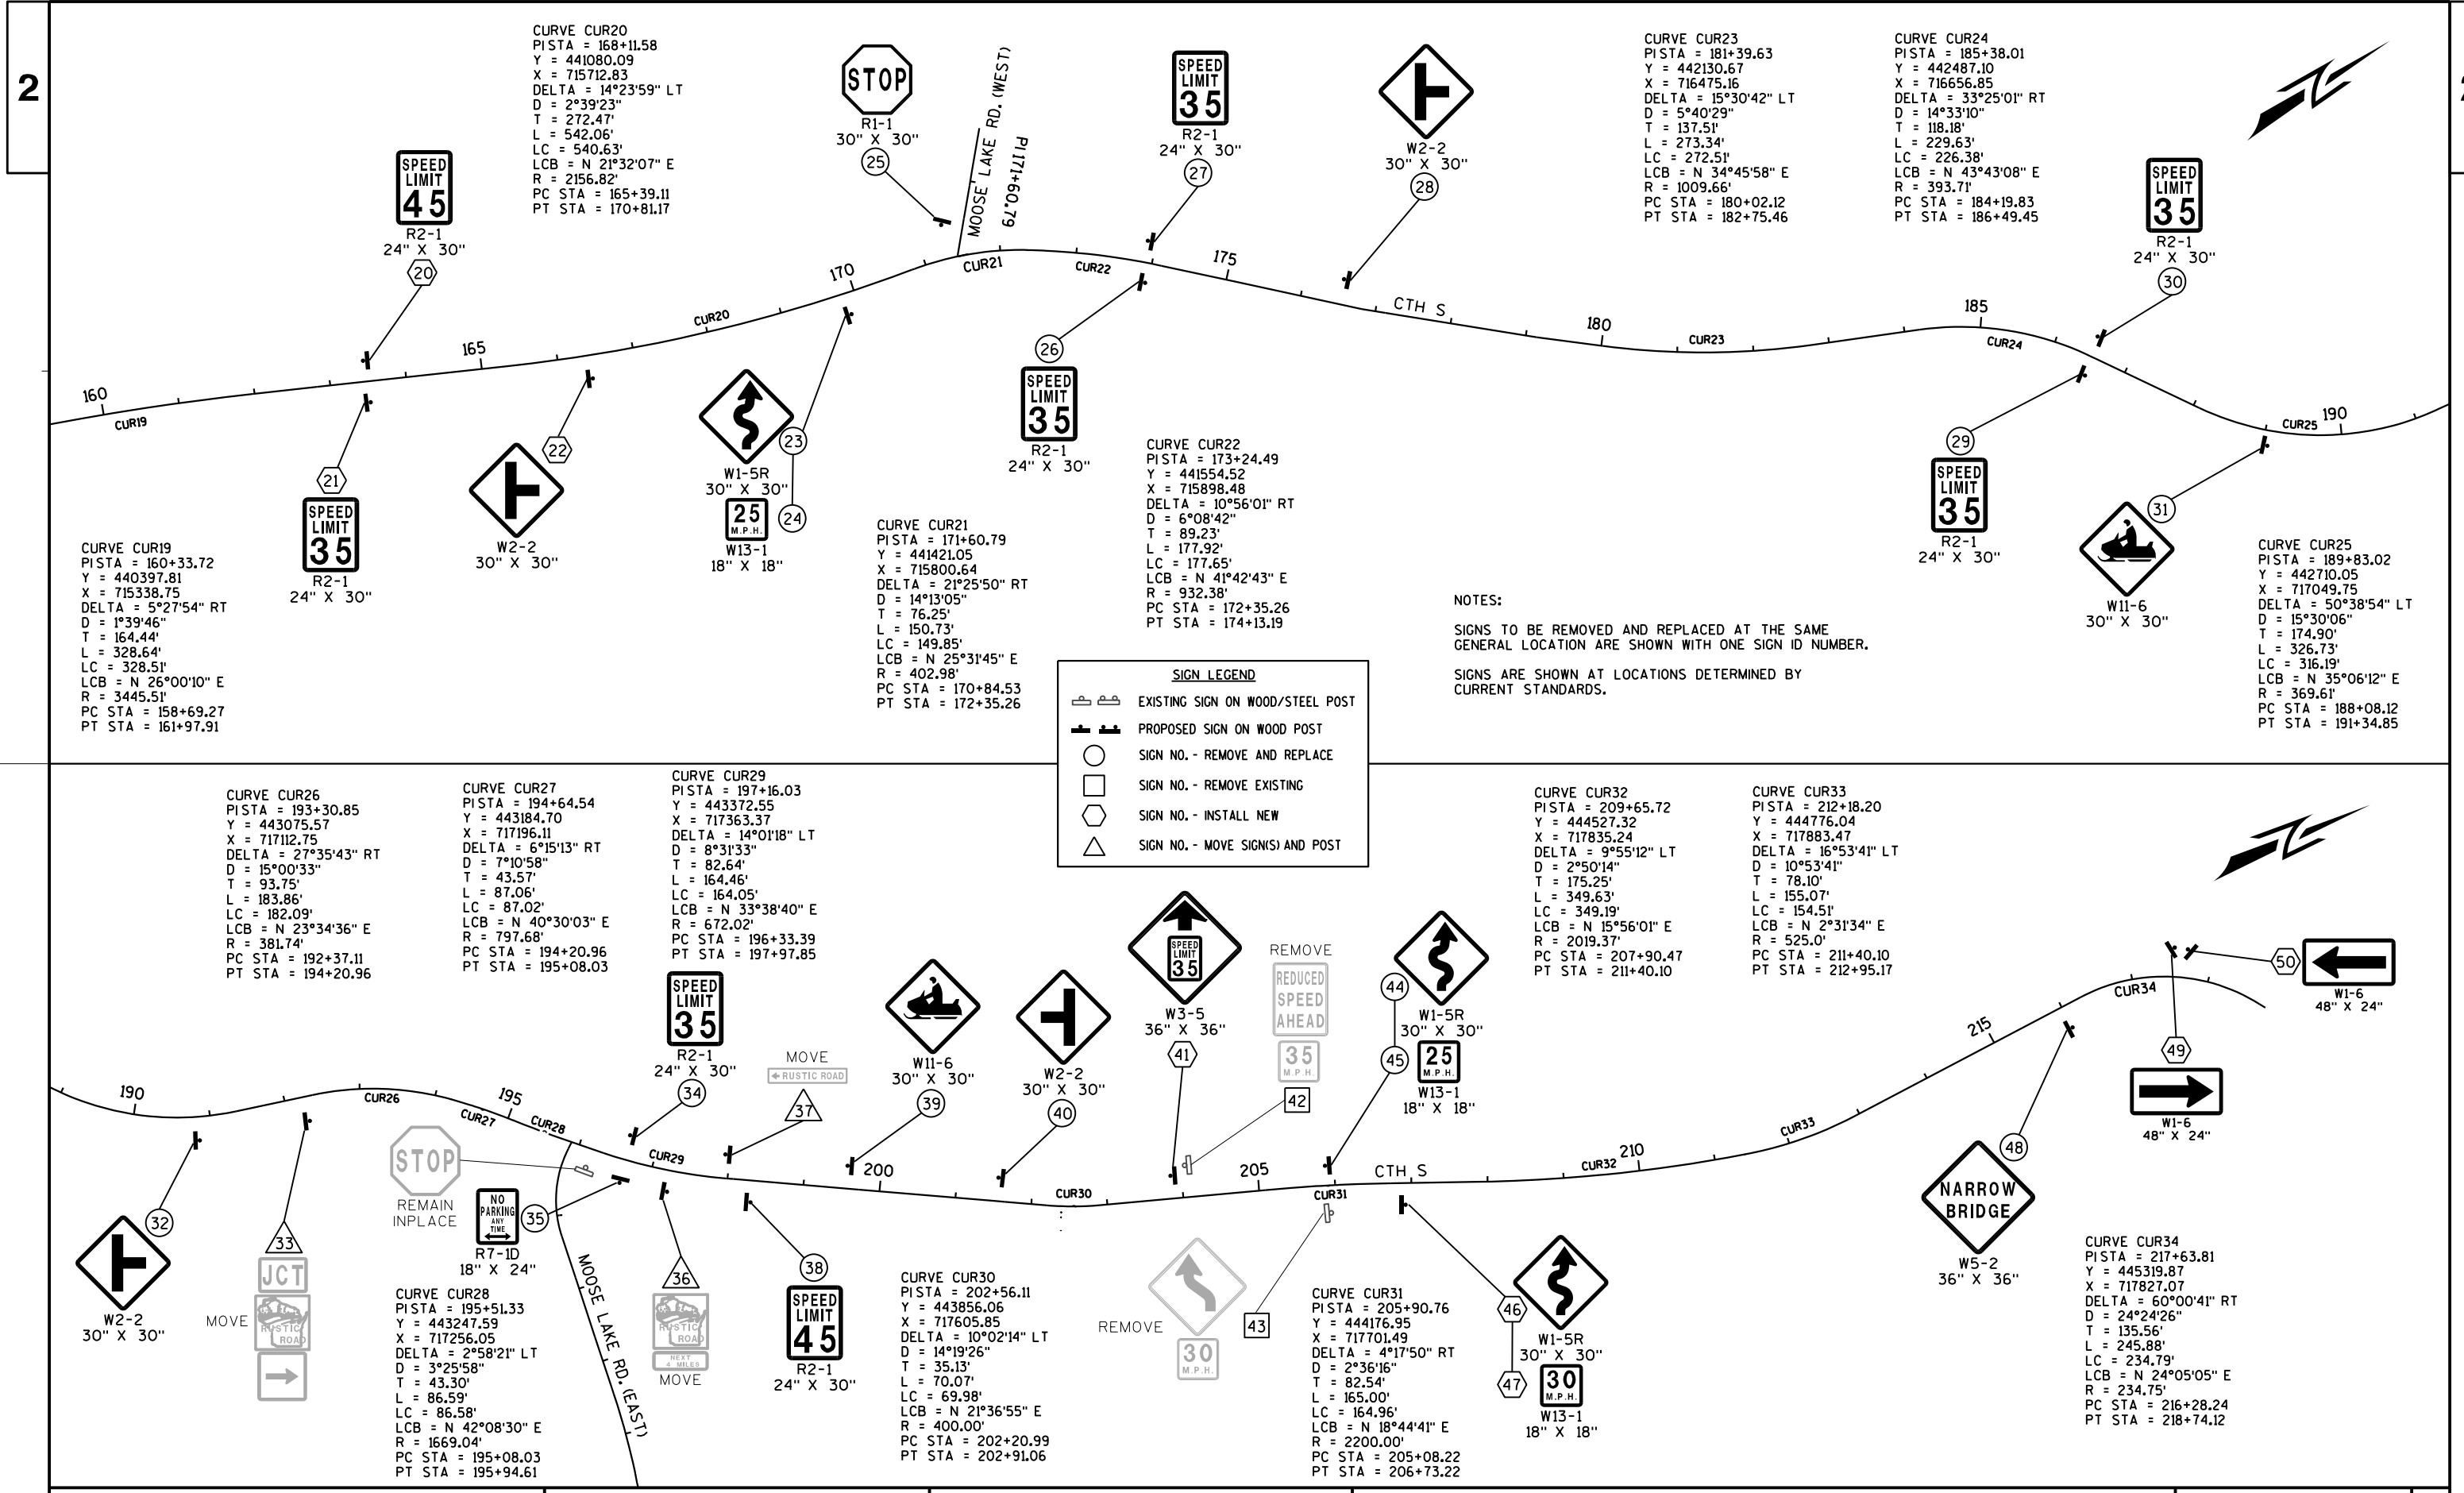 2
CURVE CUR20
PI STA = 168+11.58
Y = 441080.09
X = 715712.83
DELTA = 14°23'59" LT
D = 2°39'23"
T = 272.47'
L = 542.06'
LC = 540.63'
LCB = N 21°32'07" E
R = 2156.82'
PC STA = 165+39.11
PT STA = 170+81.17
SPEED
LIMIT
45
R2-1
24" X 30"
20
STOP
R1-1
30" X 30"
25
MOOSE LAKE RD. (WEST)
PI 171+60.79
SPEED
LIMIT
35
R2-1
24" X 30"
27
W2-2
30" X 30"
28
CURVE CUR23
PI STA = 181+39.63
Y = 442130.67
X = 716475.16
DELTA = 15°30'42" LT
D = 5°40'29"
T = 137.51'
L = 273.34'
LC = 272.51'
LCB = N 34°45'58" E
R = 1009.66'
PC STA = 180+02.12
PT STA = 182+75.46
CURVE CUR24
PI STA = 185+38.01
Y = 442487.10
X = 716656.85
DELTA = 33°25'01" RT
D = 14°33'10"
T = 118.18'
L = 229.63'
LC = 226.38'
LCB = N 43°43'08" E
R = 393.71'
PC STA = 184+19.83
PT STA = 186+49.45
SPEED
LIMIT
35
R2-1
24" X 30"
30
160
CUR19
165
CUR20
170
CUR21
CUR22
175
CTH S
180
CUR23
185
CUR24
CUR25
190
21
SPEED
LIMIT
35
R2-1
24" X 30"
22
W2-2
30" X 30"
23
W1-5R
30" X 30"
25
M.P.H.
24
W13-1
18" X 18"
26
SPEED
LIMIT
35
R2-1
24" X 30"
29
SPEED
LIMIT
35
R2-1
24" X 30"
31
W11-6
30" X 30"
CURVE CUR19
PI STA = 160+33.72
Y = 440397.81
X = 715338.75
DELTA = 5°27'54" RT
D = 1°39'46"
T = 164.44'
L = 328.64'
LC = 328.51'
LCB = N 26°00'10" E
R = 3445.51'
PC STA = 158+69.27
PT STA = 161+97.91
CURVE CUR21
PI STA = 171+60.79
Y = 441421.05
X = 715800.64
DELTA = 21°25'50" RT
D = 14°13'05"
T = 76.25'
L = 150.73'
LC = 149.85'
LCB = N 25°31'45" E
R = 402.98'
PC STA = 170+84.53
PT STA = 172+35.26
CURVE CUR22
PI STA = 173+24.49
Y = 441554.52
X = 715898.48
DELTA = 10°56'01" RT
D = 6°08'42"
T = 89.23'
L = 177.92'
LC = 177.65'
LCB = N 41°42'43" E
R = 932.38'
PC STA = 172+35.26
PT STA = 174+13.19
NOTES:
SIGNS TO BE REMOVED AND REPLACED AT THE SAME
GENERAL LOCATION ARE SHOWN WITH ONE SIGN ID NUMBER.
SIGNS ARE SHOWN AT LOCATIONS DETERMINED BY
CURRENT STANDARDS.
CURVE CUR25
PI STA = 189+83.02
Y = 442710.05
X = 717049.75
DELTA = 50°38'54" LT
D = 15°30'06"
T = 174.90'
L = 326.73'
LC = 316.19'
LCB = N 35°06'12" E
R = 369.61'
PC STA = 188+08.12
PT STA = 191+34.85
SIGN LEGEND
EXISTING SIGN ON WOOD/STEEL POST
PROPOSED SIGN ON WOOD POST
SIGN NO. - REMOVE AND REPLACE
SIGN NO. - REMOVE EXISTING
SIGN NO. - INSTALL NEW
SIGN NO. - MOVE SIGN(S) AND POST
CURVE CUR26
PI STA = 193+30.85
Y = 443075.57
X = 717112.75
DELTA = 27°35'43" RT
D = 15°00'33"
T = 93.75'
L = 183.86'
LC = 182.09'
LCB = N 23°34'36" E
R = 381.74'
PC STA = 192+37.11
PT STA = 194+20.96
CURVE CUR27
PI STA = 194+64.54
Y = 443184.70
X = 717196.11
DELTA = 6°15'13" RT
D = 7°10'58"
T = 43.57'
L = 87.06'
LC = 87.02'
LCB = N 40°30'03" E
R = 797.68'
PC STA = 194+20.96
PT STA = 195+08.03
CURVE CUR29
PI STA = 197+16.03
Y = 443372.55
X = 717363.37
DELTA = 14°01'18" LT
D = 8°31'33"
T = 82.64'
L = 164.46'
LC = 164.05'
LCB = N 33°38'40" E
R = 672.02'
PC STA = 196+33.39
PT STA = 197+97.85
CURVE CUR32
PI STA = 209+65.72
Y = 444527.32
X = 717835.24
DELTA = 9°55'12" LT
D = 2°50'14"
T = 175.25'
L = 349.63'
LC = 349.19'
LCB = N 15°56'01" E
R = 2019.37'
PC STA = 207+90.47
PT STA = 211+40.10
CURVE CUR33
PI STA = 212+18.20
Y = 444776.04
X = 717883.47
DELTA = 16°53'41" LT
D = 10°53'41"
T = 78.10'
L = 155.07'
LC = 154.51'
LCB = N 2°31'34" E
R = 525.0'
PC STA = 211+40.10
PT STA = 212+95.17
SPEED
LIMIT
35
R2-1
24" X 30"
34
MOVE
RUSTIC ROAD
37
W11-6
30" X 30"
39
W2-2
30" X 30"
40
SPEED
LIMIT
35
W3-5
36" X 36"
41
REMOVE
REDUCED
SPEED
AHEAD
35
M.P.H.
42
44
W1-5R
30" X 30"
45
25
M.P.H.
W13-1
18" X 18"
50
W1-6
48" X 24"
49
W1-6
48" X 24"
190
CUR26
CUR27
195
CUR28
CUR29
200
CUR30
205
CUR31
CTH S
CUR32
210
CUR33
215
CUR34
32
W2-2
30" X 30"
33
JCT
RUSTIC
ROAD
MOVE
STOP
REMAIN
INPLACE
NO
PARKING
ANY
TIME
35
R7-1D
18" X 24"
MOOSE LAKE RD. (EAST)
36
RUSTIC
ROAD
NEXT
4 MILES
MOVE
38
SPEED
LIMIT
45
R2-1
24" X 30"
REMOVE
30
M.P.H.
43
46
W1-5R
30" X 30"
47
30
M.P.H.
W13-1
18" X 18"
48
NARROW
BRIDGE
W5-2
36" X 36"
CURVE CUR28
PI STA = 195+51.33
Y = 443247.59
X = 717256.05
DELTA = 2°58'21" LT
D = 3°25'58"
T = 43.30'
L = 86.59'
LC = 86.58'
LCB = N 42°08'30" E
R = 1669.04'
PC STA = 195+08.03
PT STA = 195+94.61
CURVE CUR30
PI STA = 202+56.11
Y = 443856.06
X = 717605.85
DELTA = 10°02'14" LT
D = 14°19'26"
T = 35.13'
L = 70.07'
LC = 69.98'
LCB = N 21°36'55" E
R = 400.00'
PC STA = 202+20.99
PT STA = 202+91.06
CURVE CUR31
PI STA = 205+90.76
Y = 444176.95
X = 717701.49
DELTA = 4°17'50" RT
D = 2°36'16"
T = 82.54'
L = 165.00'
LC = 164.96'
LCB = N 18°44'41" E
R = 2200.00'
PC STA = 205+08.22
PT STA = 206+73.22
CURVE CUR34
PI STA = 217+63.81
Y = 445319.87
X = 717827.07
DELTA = 60°00'41" RT
D = 24°24'26"
T = 135.56'
L = 245.88'
LC = 234.79'
LCB = N 24°05'05" E
R = 234.75'
PC STA = 216+28.24
PT STA = 218+74.12